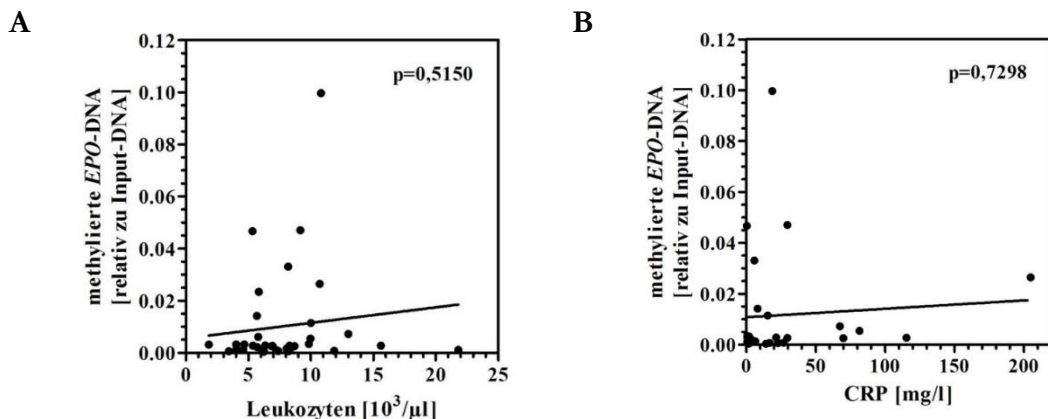 A
methylierte EPO-DNA
[relativ zu Input-DNA]
0.12
0.10
0.08
0.06
0.04
0.02
0.00
p=0,5150
0
5
10
15
20
25
Leukozyten [10³/µl]
B
methylierte EPO-DNA
[relativ zu Input-DNA]
0.12
0.10
0.08
0.06
0.04
0.02
0.00
p=0,7298
0
50
100
150
200
CRP [mg/l]